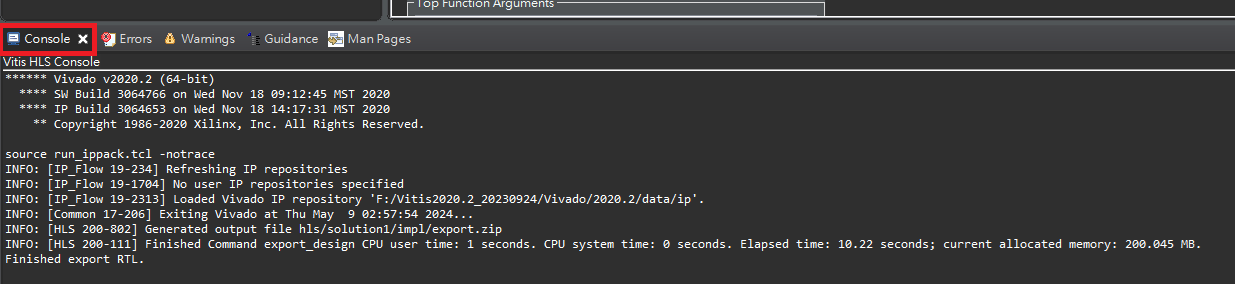 Top Function Arguments
Console Errors Warnings Guidance Man Pages
Vitis HLS Console
****** Vivado v2020.2 (64-bit)
**** SW Build 3064766 on Wed Nov 18 09:12:45 MST 2020
**** IP Build 3064653 on Wed Nov 18 14:17:31 MST 2020
** Copyright 1986-2020 Xilinx, Inc. All Rights Reserved.
source run_ippack.tcl -notrace
INFO: [IP_Flow 19-234] Refreshing IP repositories
INFO: [IP_Flow 19-1704] No user IP repositories specified
INFO: [IP_Flow 19-2313] Loaded Vivado IP repository 'F:/Vitis2020.2_20230924/Vivado/2020.2/data/ip'.
INFO: [Common 17-206] Exiting Vivado at Thu May  9 02:57:54 2024...
INFO: [HLS 200-802] Generated output file hls/solution1/impl/export.zip
INFO: [HLS 200-111] Finished Command export_design CPU user time: 1 seconds. CPU system time: 0 seconds. Elapsed time: 10.22 seconds; current allocated memory: 200.045 MB.
Finished export RTL.